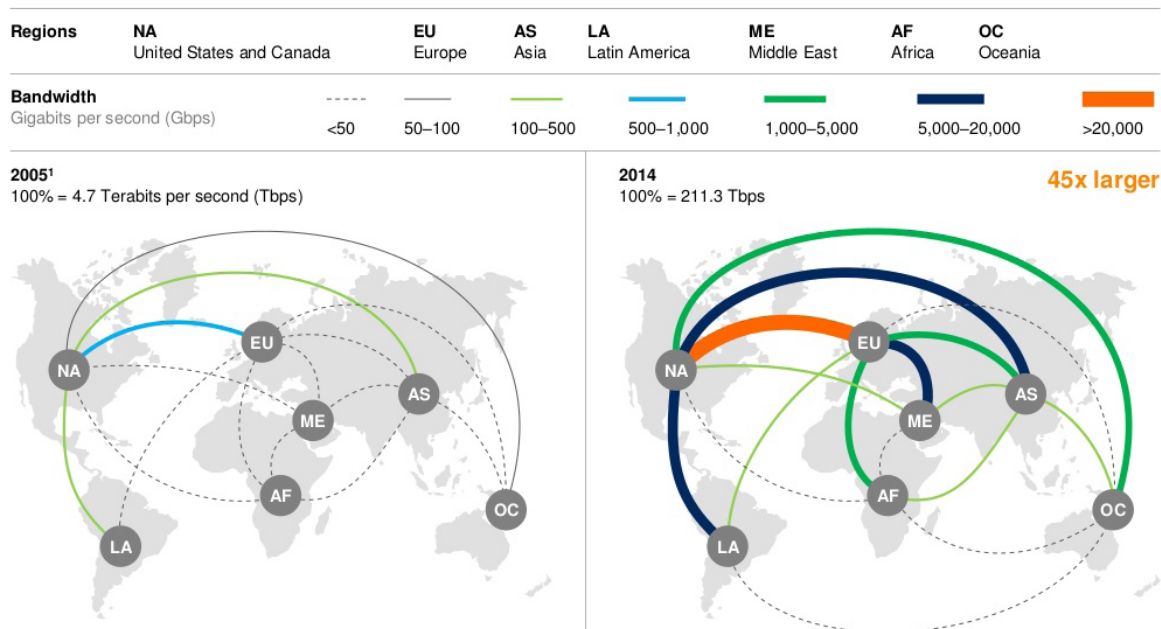 Regions NA EU AS LA ME AF OC
United States and Canada Europe Asia Latin America Middle East Africa Oceania
Bandwidth
Gigabits per second (Gbps)
<50 50–100 100–500 500–1,000 1,000–5,000 5,000–20,000 >20,000
2005¹
100% = 4.7 Terabits per second (Tbps)
NA
EU
AS
ME
AF
OC
LA
2014
100% = 211.3 Tbps
45x larger
NA
EU
AS
ME
AF
OC
LA